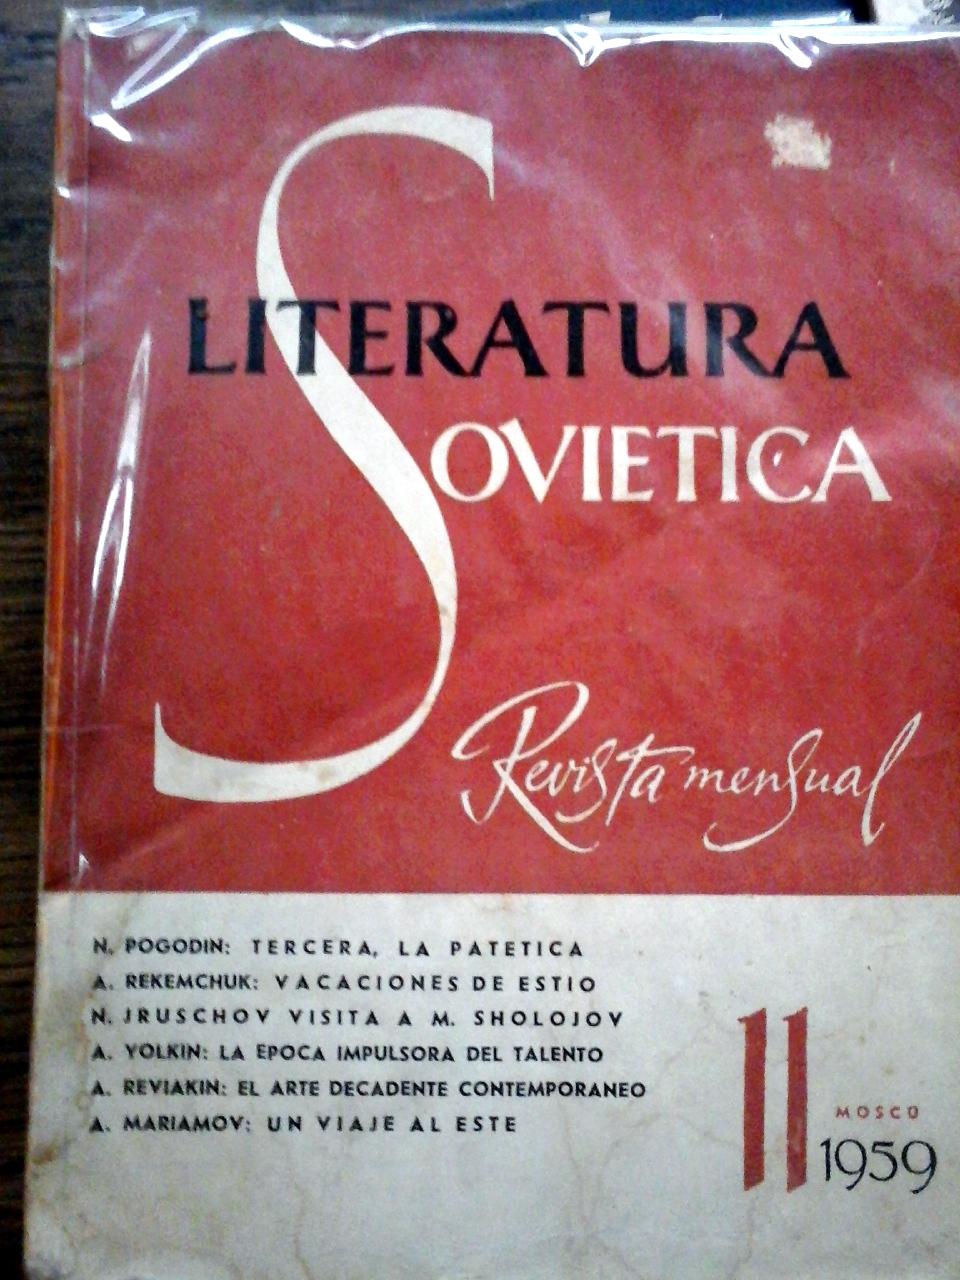 LITERATURA
SOVIETICA
Revista mensual
N. POGODIN: TERCERA, LA PATETICA
A. REKEMCHUK: VACACIONES DE ESTIO
N. JRUSCHOV VISITA A M. SHOLOJOV
A. VOLKIN: LA EPOCA IMPULSORA DEL TALENTO
A. REVIAKIN: EL ARTE DECADENTE CONTEMPORANEO
A. MARIAMOV: UN VIAJE AL ESTE
11
MOSCU
1959